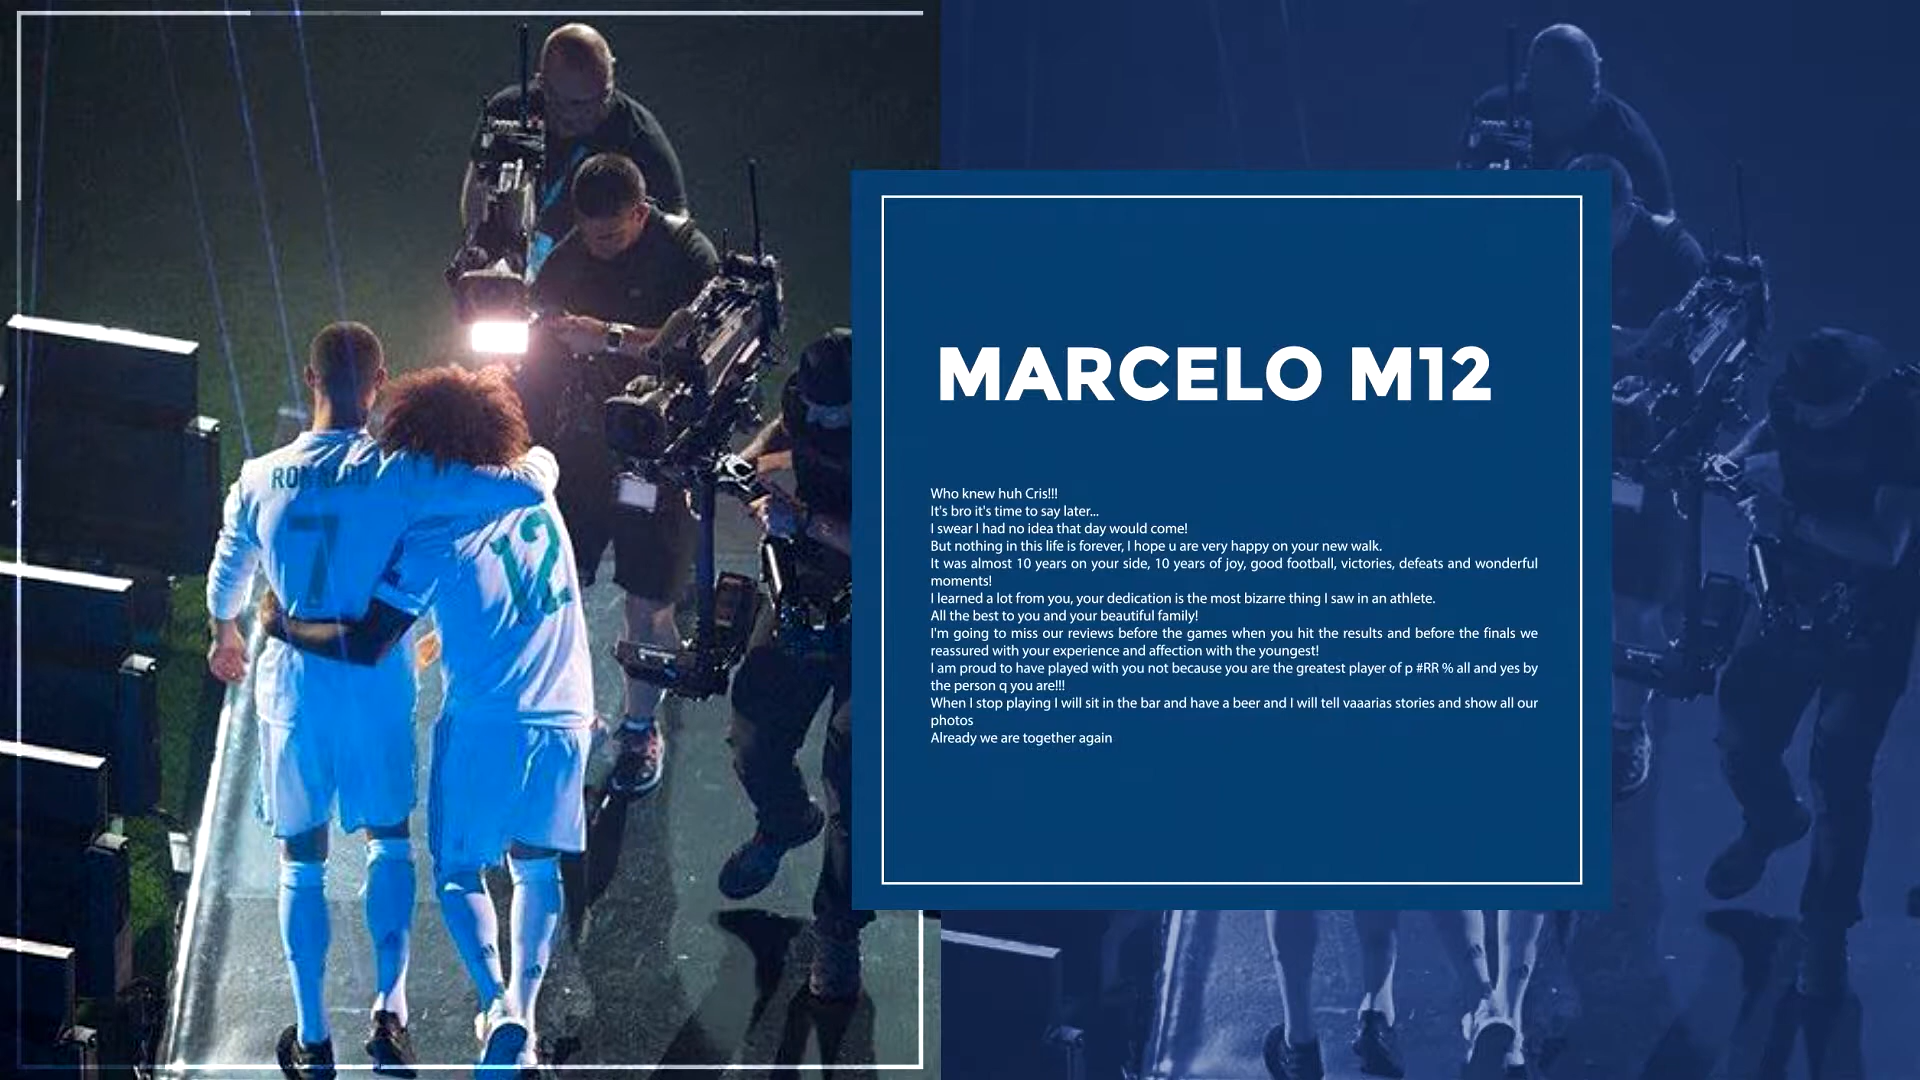 RONALDO
7
12
MARCELO M12
Who knew huh Cris!!!
It's bro it's time to say later...
I swear I had no idea that day would come!
But nothing in this life is forever, I hope u are very happy on your new walk.
It was almost 10 years on your side, 10 years of joy, good football, victories, defeats and wonderful
moments!
I learned a lot from you, your dedication is the most bizarre thing I saw in an athlete.
All the best to you and your beautiful family!
I'm going to miss our reviews before the games when you hit the results and before the finals we
reassured with your experience and affection with the youngest!
I am proud to have played with you not because you are the greatest player of p #RR % all and yes by
the person q you are!!!
When I stop playing I will sit in the bar and have a beer and I will tell vaaarias stories and show all our
photos
Already we are together again